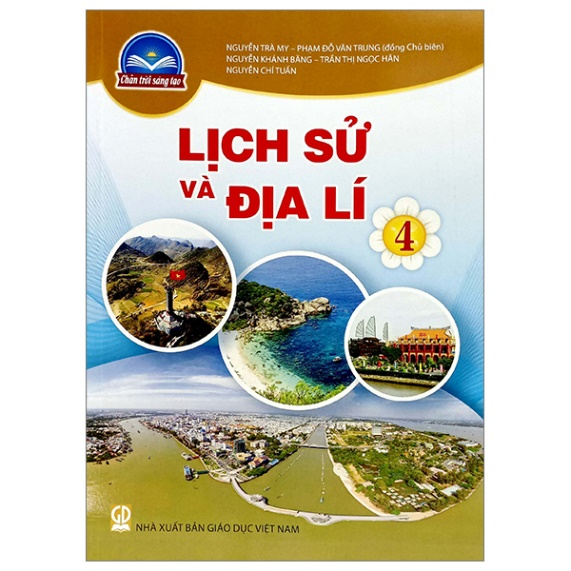 NGUYỄN TRÀ MY – PHẠM ĐỖ VĂN TRUNG (đồng Chủ biên)
NGUYỄN KHÁNH BĂNG – TRẦN THỊ NGỌC HÂN
NGUYỄN CHÍ TUẤN
Chân trời sáng tạo
LỊCH SỬ
VÀ ĐỊA LÍ
4
GD
NHÀ XUẤT BẢN GIÁO DỤC VIỆT NAM